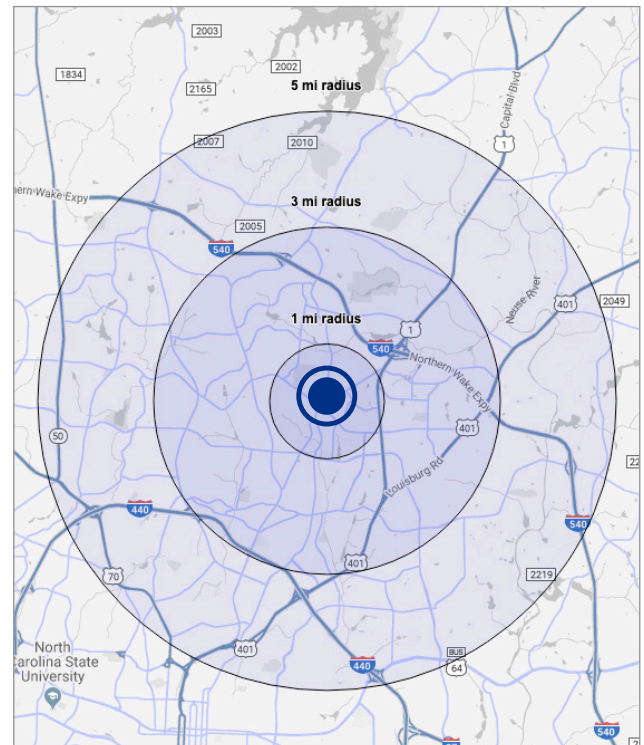 2003
2002
1834
5 mi radius
2165
Capital Blvd
1
2007
2010
ern Wake Expy
3 mi radius
2005
540
Neuse River
401
2049
1 mi radius
1
540
Northern Wake Expy
401
50
Louisburg Rd
440
540
401
70
2219
401
North
Carolina State
University
440
BUS
64
540